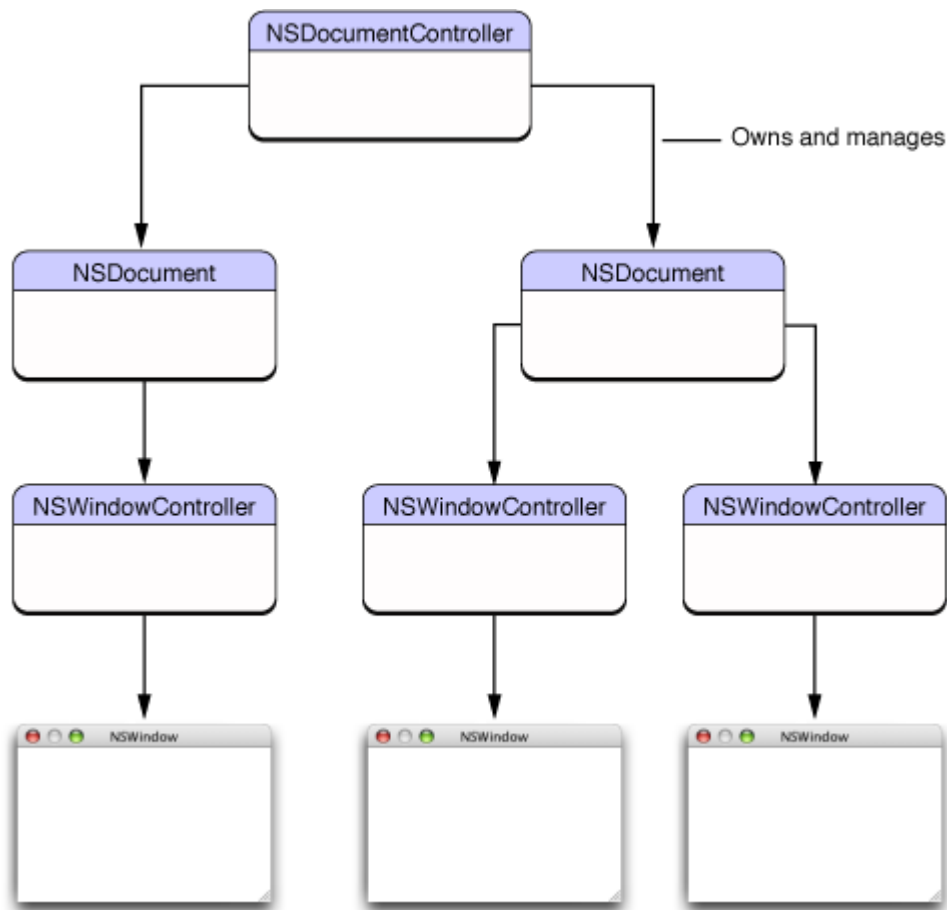 NSDocumentController
Owns and manages
NSDocument
NSDocument
NSWindowController
NSWindowController
NSWindowController
NSWindow
NSWindow
NSWindow